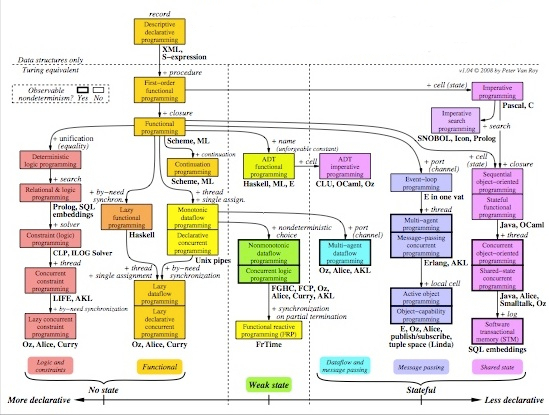 record
Descriptive
declarative
programming
XML,
S-expression
Data structures only
Turing equivalent
+ procedure
v1.04 © 2008 by Peter Van Roy
Observable
nondeterminism?
Yes
No
First-order
functional
programming
+ cell (state)
Imperative
programming
Pascal, C
+ closure
Functional
programming
Imperative
search
programming
+ search
SNOBOL, Icon, Prolog
+ unification
(equality)
Scheme, ML
+ name
(unforgeable constant)
+ cell
(state)
+ closure
Deterministic
logic programming
+ continuation
Continuation
programming
Scheme, ML
ADT
functional
programming
Haskell, ML, E
+ cell
ADT
imperative
programming
CLU, OCaml, Oz
+ port
(channel)
Event-loop
programming
E in one vat
Sequential
object-oriented
programming
Stateful
functional
programming
Java, OCaml
+ search
Relational & logic
programming
Prolog, SQL
embeddings
+ by-need
synchron.
+ thread
+ single assign.
+ thread
+ thread
+ solver
Lazy
functional
programming
Haskell
Monotonic
dataflow
programming
Declarative
concurrent
programming
Unix pipes
+ nondeterministic
choice
+ port
(channel)
Multi-agent
programming
Message-passing
concurrent
programming
Erlang, AKL
Constraint (logic)
programming
CLP, ILOG Solver
+ thread
Nonmonotonic
dataflow
programming
Concurrent logic
programming
FGHC, FCP, Oz,
Alice, Curry, AKL
Multi-agent
dataflow
programming
Oz, Alice, AKL
Concurrent
object-oriented
programming
Shared-state
concurrent
programming
Java, Alice,
Smalltalk, Oz
+ thread
+ single assignment
+ by-need
synchron.
+ thread
Concurrent
constraint
programming
LIFE, AKL
+ by-need synchronization
Lazy
dataflow
programming
Lazy
declarative
concurrent
programming
Oz, Alice, Curry
+ local cell
Active object
programming
Object-capability
programming
E, Oz, Alice,
publish/subscribe,
tuple space (Linda)
+ log
Lazy concurrent
constraint
programming
Oz, Alice, Curry
+ synchronization
on partial termination
Functional reactive
programming (FRP)
FrTime
Software
transactional
memory (STM)
SQL embeddings
Logic and
constraints
Functional
Dataflow and
message passing
Message passing
Shared state
No state
Weak state
Stateful
More declarative
Less declarative